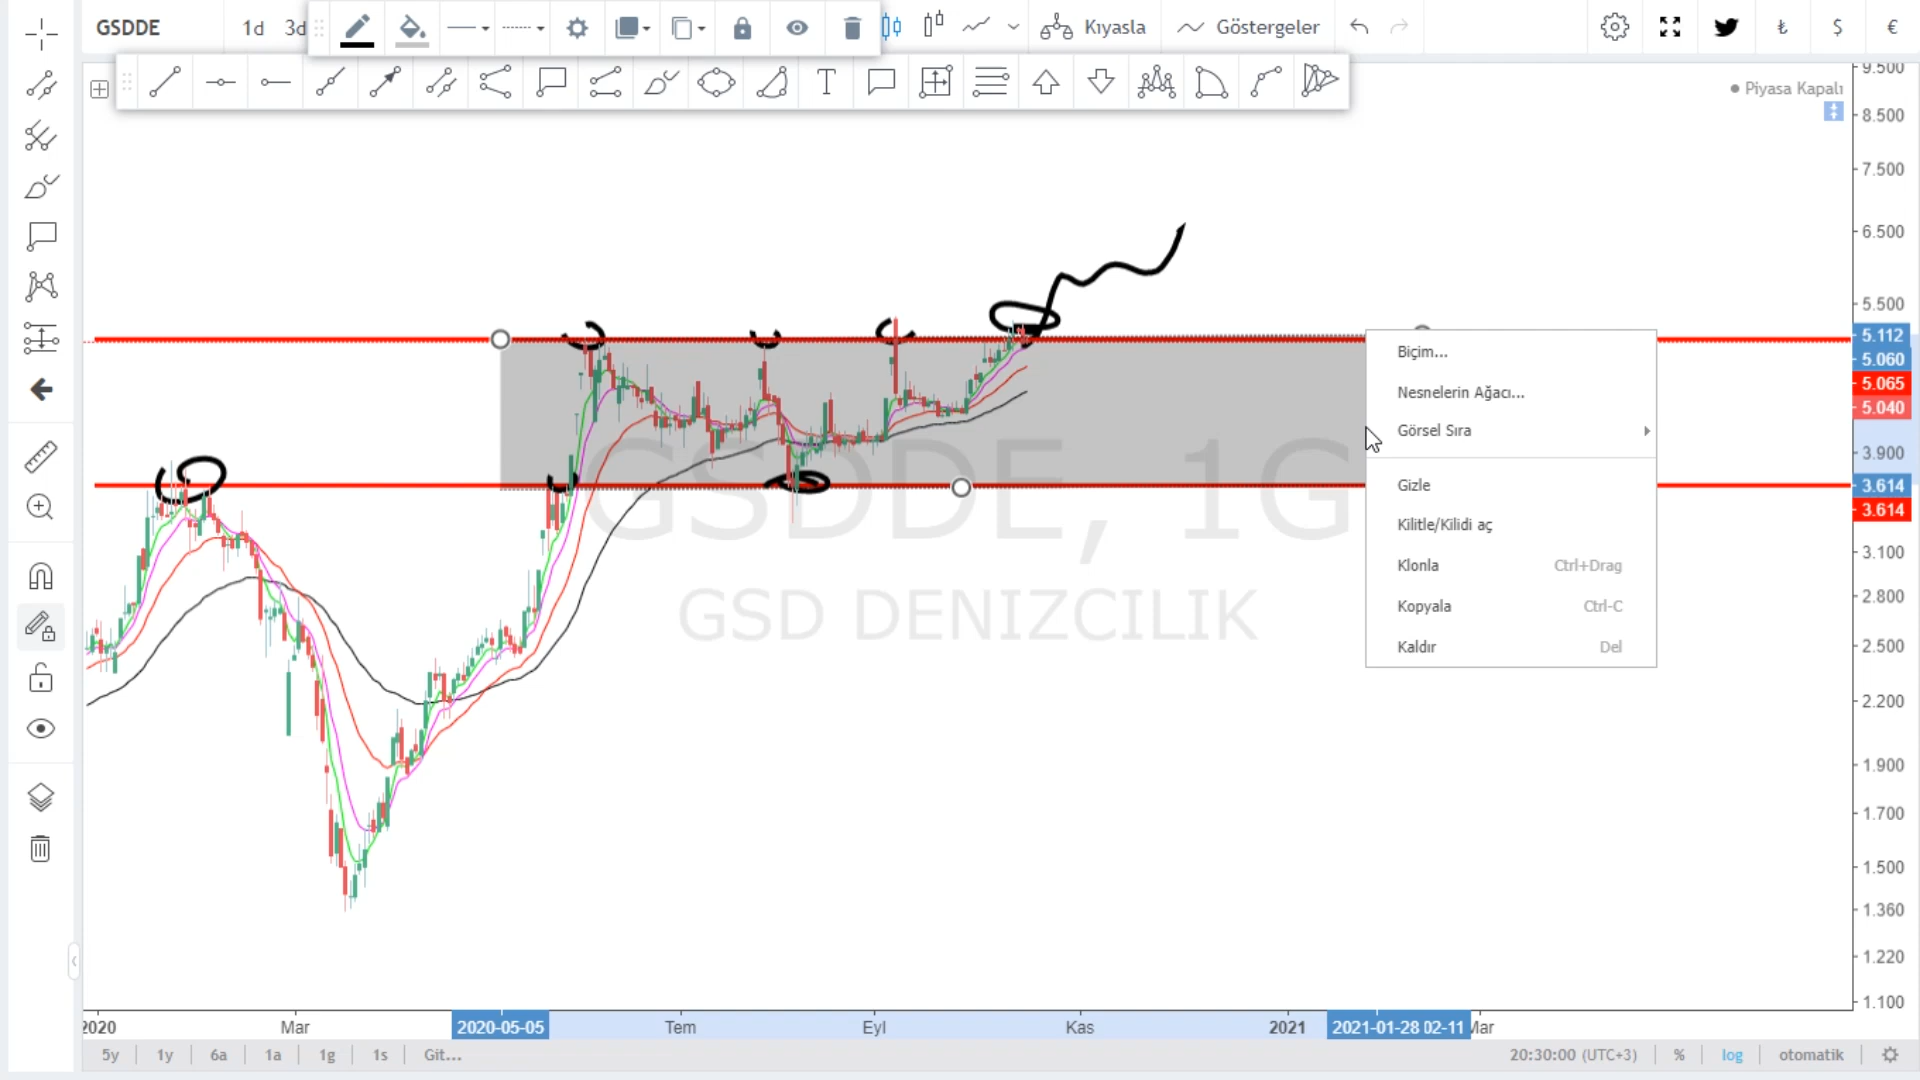 GSDDE
1d
3d
Kıyasla
Göstergeler
₺
$
€
T
Piyasa Kapalı
9.500
8.500
7.500
6.500
5.500
5.112
5.060
5.065
5.040
3.900
3.614
3.614
3.100
2.800
2.500
2.200
1.900
1.700
1.500
1.360
1.220
1.100
GSDDE, 1G
GSD DENIZCILIK
Biçim...
Nesnelerin Ağacı...
Görsel Sıra
Gizle
Kilitle/Kilidi aç
Klonla Ctrl+Drag
Kopyala Ctrl-C
Kaldır Del
2020
Mar
2020-05-05
Tem
Eyl
Kas
2021
2021-01-28
02-11
Mar
5y
1y
6a
1a
1g
1s
Git...
20:30:00 (UTC+3)
%
log
otomatik